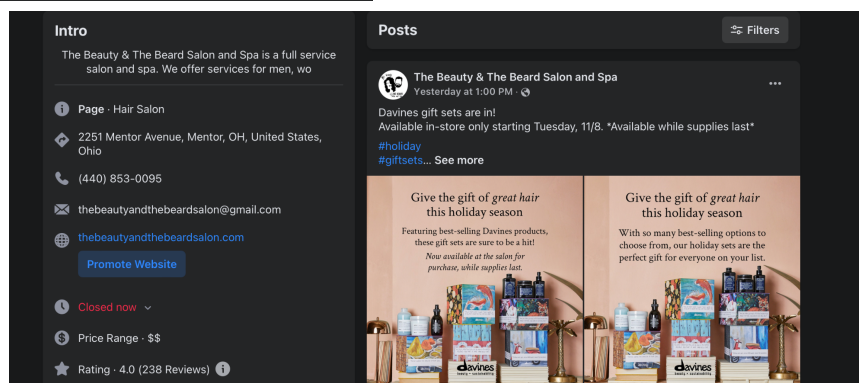 Intro
The Beauty & The Beard Salon and Spa is a full service
salon and spa. We offer services for men, wo
Page · Hair Salon
2251 Mentor Avenue, Mentor, OH, United States,
Ohio
(440) 853-0095
thebeautyandthebeardsalon@gmail.com
thebeautyandthebeardsalon.com
Promote Website
Closed now
Price Range · $$
Rating · 4.0 (238 Reviews)
Posts
Filters
The Beauty & The Beard Salon and Spa
Yesterday at 1:00 PM ·
Davines gift sets are in!
Available in-store only starting Tuesday, 11/8. *Available while supplies last*
#holiday
#giftsets... See more
Give the gift of great hair
this holiday season
Featuring best-selling Davines products,
these gift sets are sure to be a hit!
Now available at the salon for
purchase, while supplies last.
davines
beauty + sustainability
Give the gift of great hair
this holiday season
With so many best-selling options to
choose from, our holiday sets are the
perfect gift for everyone on your list.
davines
beauty + sustainability